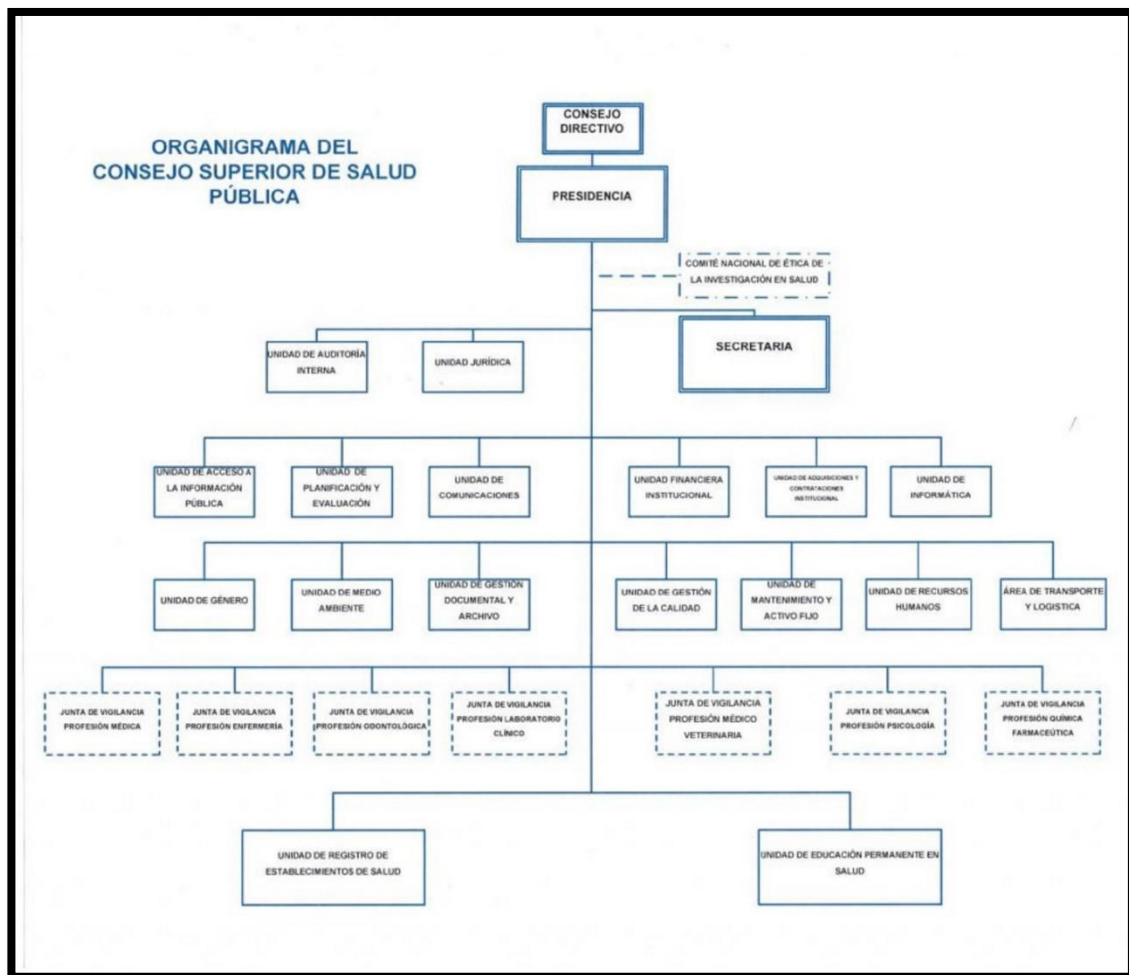 ORGANIGRAMA DEL
CONSEJO SUPERIOR DE SALUD
PÚBLICA
CONSEJO
DIRECTIVO
PRESIDENCIA
COMITÉ NACIONAL DE ÉTICA DE
LA INVESTIGACIÓN EN SALUD
SECRETARIA
UNIDAD DE AUDITORÍA
INTERNA
UNIDAD JURÍDICA
UNIDAD DE ACCESO A
LA INFORMACIÓN
PÚBLICA
UNIDAD DE
PLANIFICACIÓN Y
EVALUACIÓN
UNIDAD DE
COMUNICACIONES
UNIDAD FINANCIERA
INSTITUCIONAL
UNIDAD DE ADQUISICIONES Y
CONTRATACIONES
INSTITUCIONAL
UNIDAD DE
INFORMÁTICA
UNIDAD DE GÉNERO
UNIDAD DE MEDIO
AMBIENTE
UNIDAD DE GESTIÓN
DOCUMENTAL Y
ARCHIVO
UNIDAD DE GESTIÓN
DE LA CALIDAD
UNIDAD DE
MANTENIMIENTO Y
ACTIVO FIJO
UNIDAD DE RECURSOS
HUMANOS
ÁREA DE TRANSPORTE
Y LOGISTICA
JUNTA DE VIGILANCIA
PROFESIÓN MÉDICA
JUNTA DE VIGILANCIA
PROFESIÓN ENFERMERÍA
JUNTA DE VIGILANCIA
PROFESIÓN ODONTOLÓGICA
JUNTA DE VIGILANCIA
PROFESIÓN LABORATORIO
CLÍNICO
JUNTA DE VIGILANCIA
PROFESIÓN MÉDICO
VETERINARIA
JUNTA DE VIGILANCIA
PROFESIÓN PSICOLOGÍA
JUNTA DE VIGILANCIA
PROFESIÓN QUÍMICA
FARMACEÚTICA
UNIDAD DE REGISTRO DE
ESTABLECIMIENTOS DE SALUD
UNIDAD DE EDUCACIÓN PERMANENTE EN
SALUD